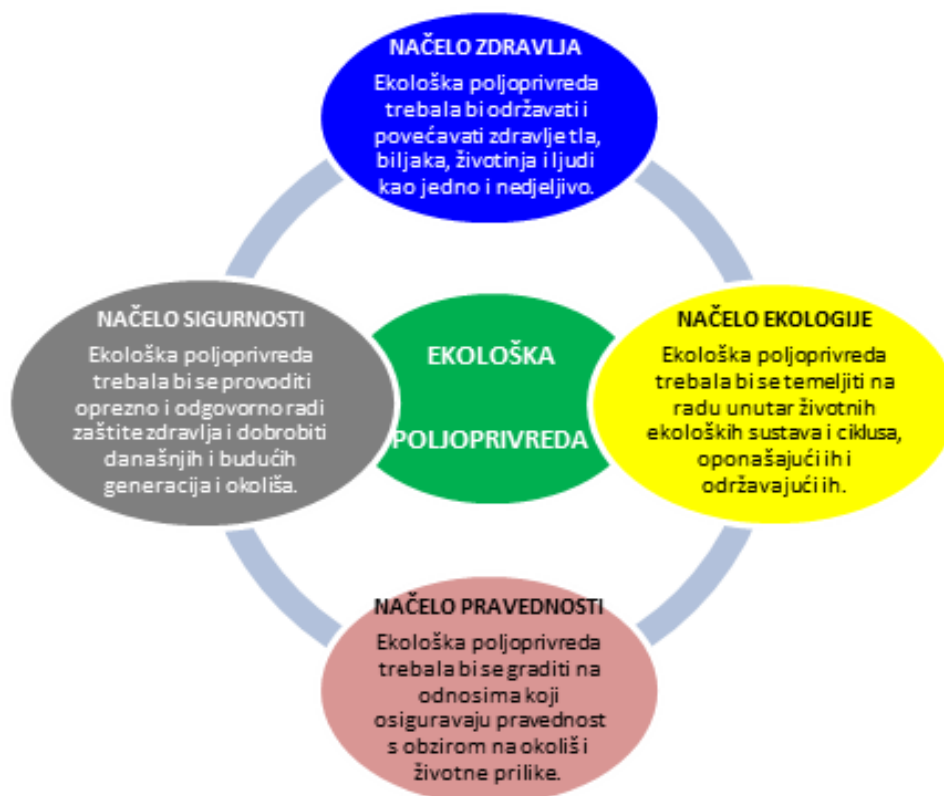 NAČELO ZDRAVLJA
Ekološka poljoprivreda
trebala bi održavati i
povećavati zdravlje tla,
biljaka, životinja i ljudi
kao jedno i nedjeljivo.
NAČELO SIGURNOSTI
Ekološka poljoprivreda
trebala bi se provoditi
oprezno i odgovorno radi
zaštite zdravlja i dobrobiti
današnjih i budućih
generacija i okoliša.
EKOLOŠKA
POLJOPRIVREDA
NAČELO EKOLOGIJE
Ekološka poljoprivreda
trebala bi se temeljiti na
radu unutar životnih
ekoloških sustava i ciklusa,
oponašajući ih i
održavajući ih.
NAČELO PRAVEDNOSTI
Ekološka poljoprivreda
trebala bi se graditi na
odnosima koji
osiguravaju pravednost
s obzirom na okoliš i
životne prilike.